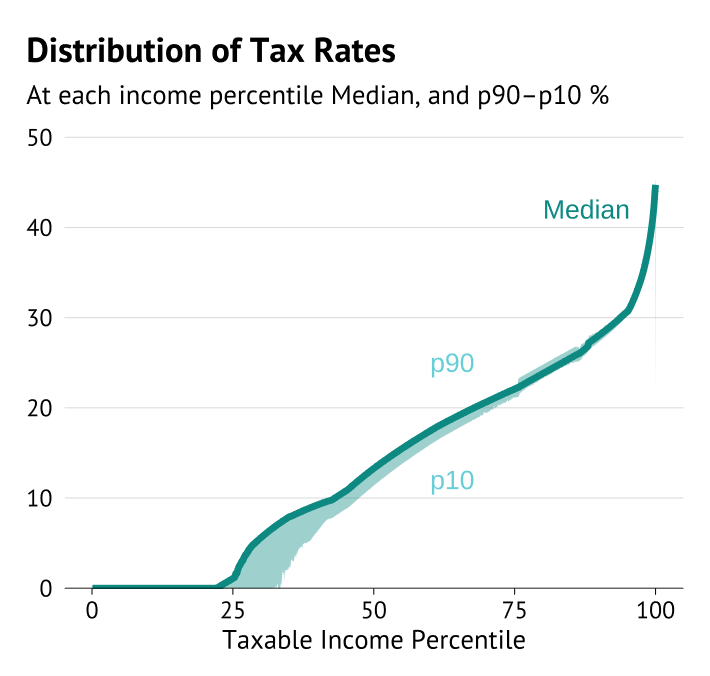 Distribution of Tax Rates
At each income percentile Median, and p90–p10 %
50
40
30
20
10
0
Median
p90
p10
0 25 50 75 100
Taxable Income Percentile